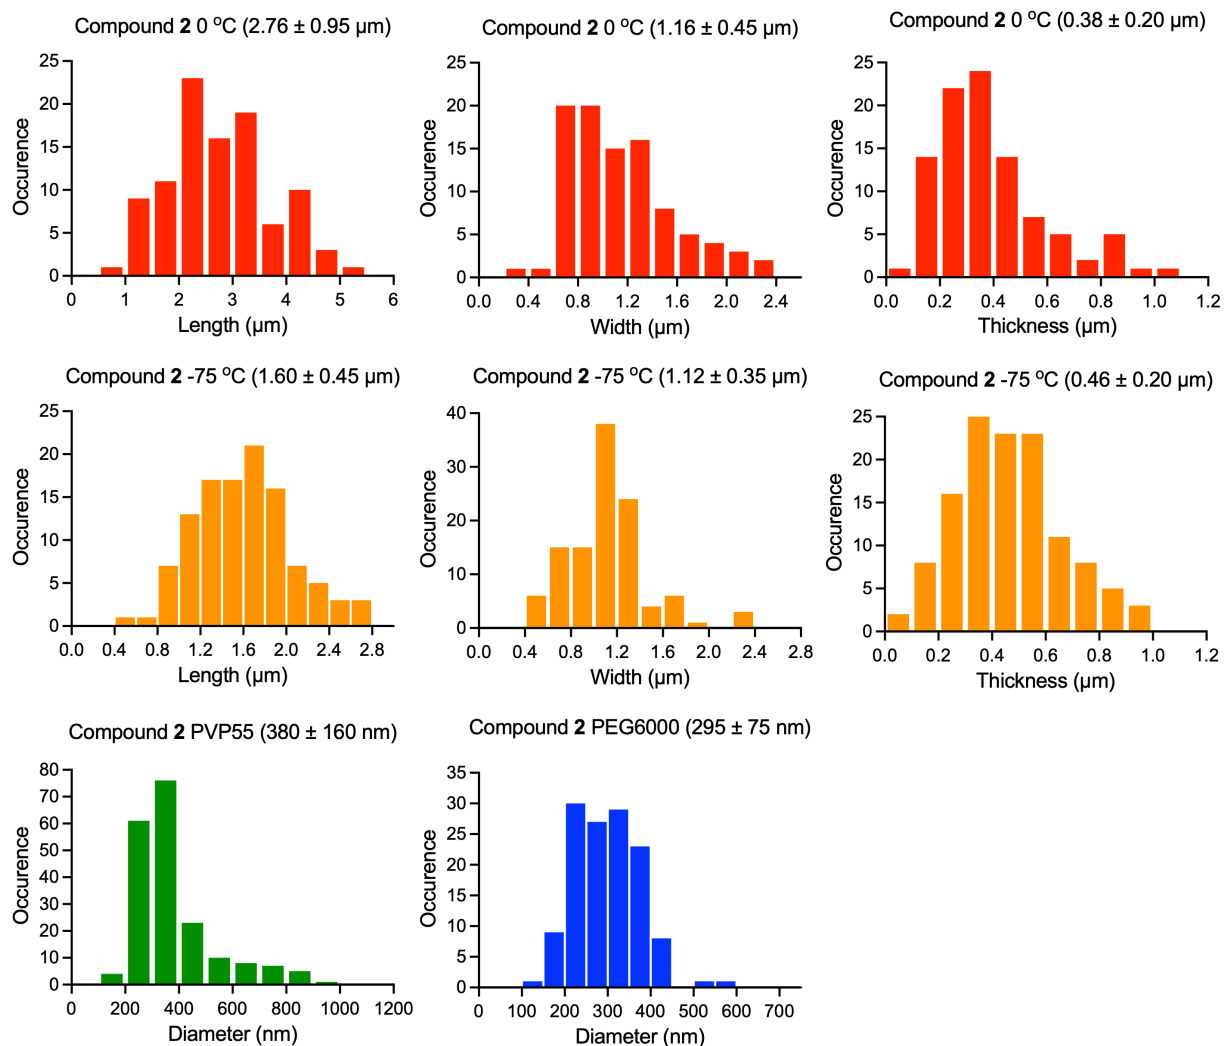 Compound 2 0 °C (2.76 ± 0.95 µm)
25
20
15
10
5
0
Occurence
0 1 2 3 4 5 6
Length (µm)
Compound 2 0 °C (1.16 ± 0.45 µm)
25
20
15
10
5
0
Occurence
0.0 0.4 0.8 1.2 1.6 2.0 2.4
Width (µm)
Compound 2 0 °C (0.38 ± 0.20 µm)
25
20
15
10
5
0
Occurence
0.0 0.2 0.4 0.6 0.8 1.0 1.2
Thickness (µm)
Compound 2 -75 °C (1.60 ± 0.45 µm)
25
20
15
10
5
0
Occurence
0.0 0.4 0.8 1.2 1.6 2.0 2.4 2.8
Length (µm)
Compound 2 -75 °C (1.12 ± 0.35 µm)
40
30
20
10
0
Occurence
0.0 0.4 0.8 1.2 1.6 2.0 2.4 2.8
Width (µm)
Compound 2 -75 °C (0.46 ± 0.20 µm)
25
20
15
10
5
0
Occurence
0.0 0.2 0.4 0.6 0.8 1.0 1.2
Thickness (µm)
Compound 2 PVP55 (380 ± 160 nm)
80
70
60
50
40
30
20
10
0
Occurence
0 200 400 600 800 1000 1200
Diameter (nm)
Compound 2 PEG6000 (295 ± 75 nm)
35
30
25
20
15
10
5
0
Occurence
0 100 200 300 400 500 600 700
Diameter (nm)